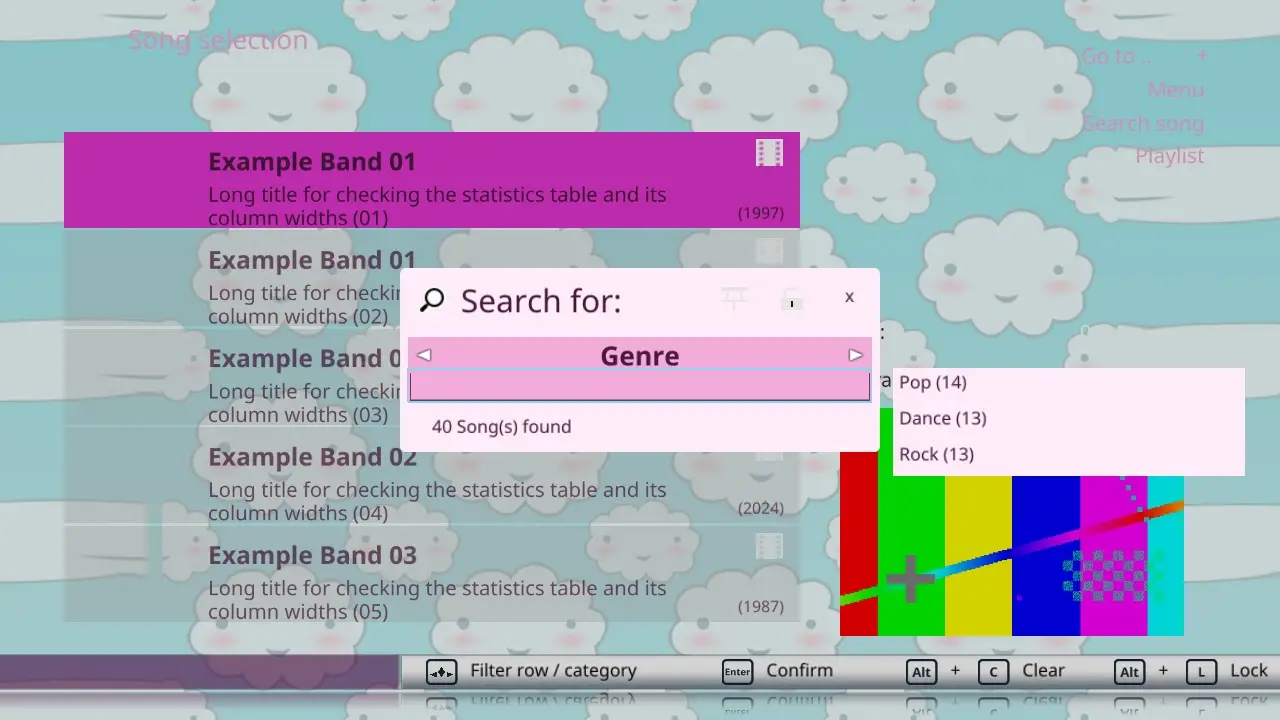 Song selection
Go to ..
+
Menu
Search song
Playlist
Example Band 01
Long title for checking the statistics table and its
column widths (01)
(1997)
Example Band 01
column widths (02)
column widths (03)
Search for:
x
Genre
40 Song(s) found
Pop (14)
Dance (13)
Rock (13)
Example Band 02
Long title for checking the statistics table and its
column widths (04)
(2024)
Example Band 03
Long title for checking the statistics table and its
column widths (05)
(1987)
Filter row / category
Enter
Confirm
Alt
+
C
Clear
Alt
+
L
Lock